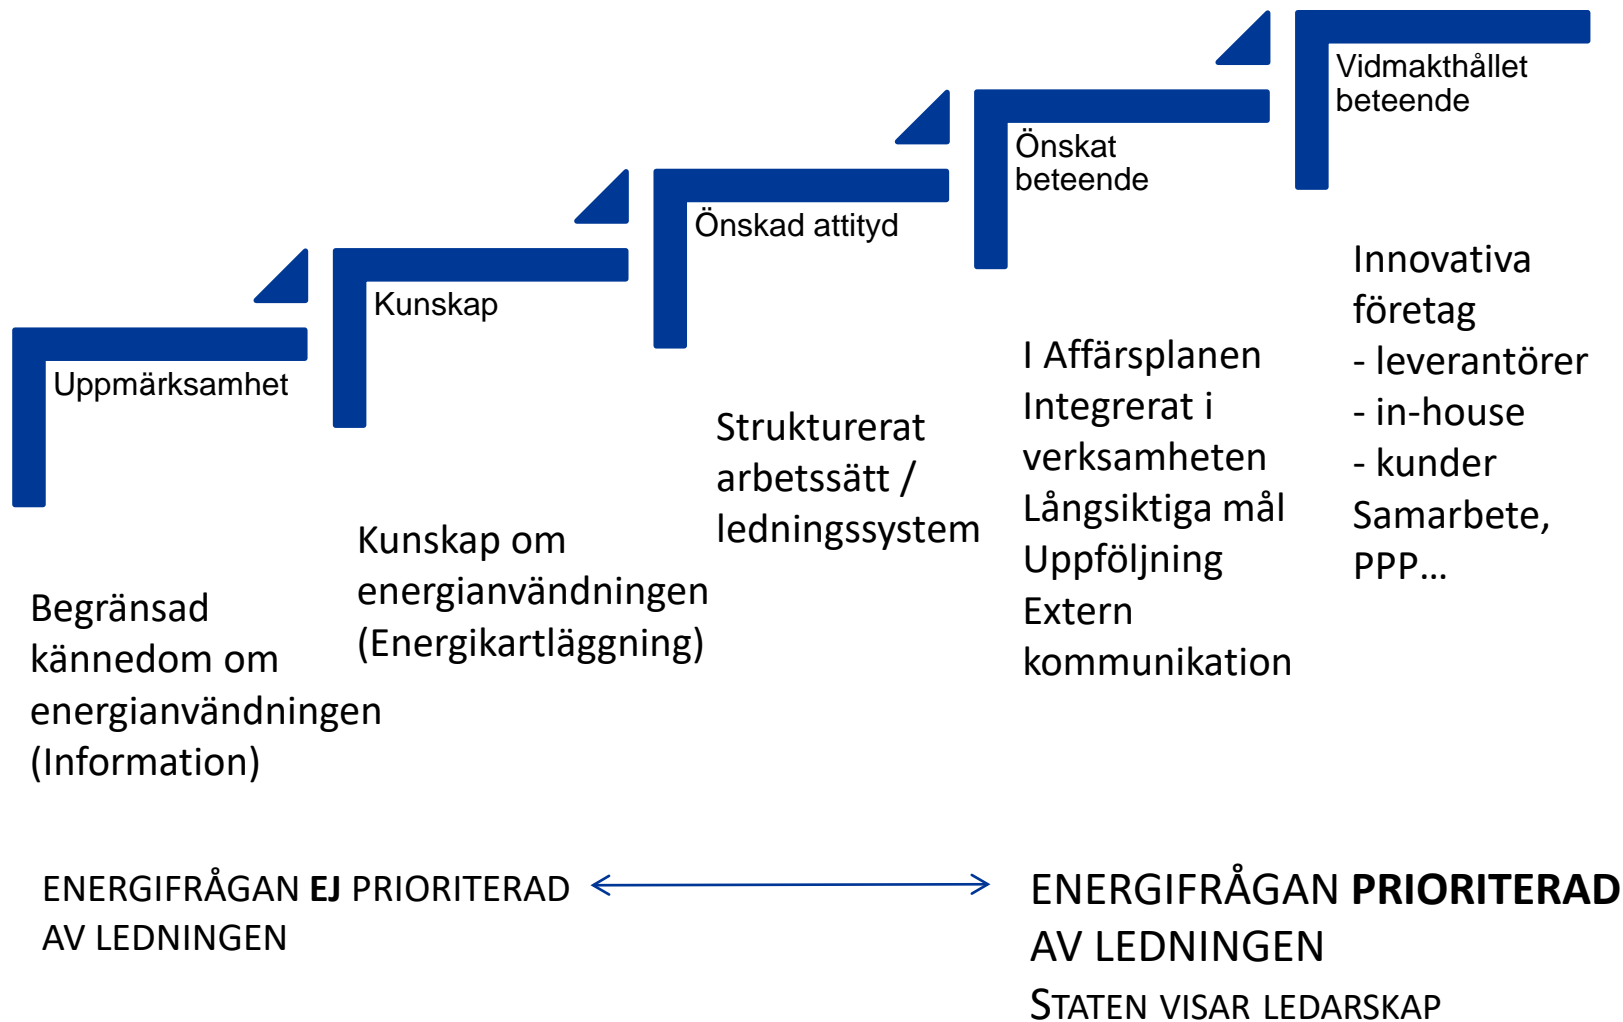 Uppmärksamhet
Begränsad
kännedom om
energianvändningen
(Information)
Kunskap
Kunskap om
energianvändningen
(Energikartläggning)
Önskad attityd
Strukturerat
arbetssätt /
ledningssystem
Önskat
beteende
I Affärsplanen
Integrerat i
verksamheten
Långsiktiga mål
Uppföljning
Extern
kommunikation
Vidmakthållet
beteende
Innovativa
företag
- leverantörer
- in-house
- kunder
Samarbete,
PPP...
ENERGIFRÅGAN EJ PRIORITERAD
AV LEDNINGEN
ENERGIFRÅGAN PRIORITERAD
AV LEDNINGEN
STATEN VISAR LEDARSKAP